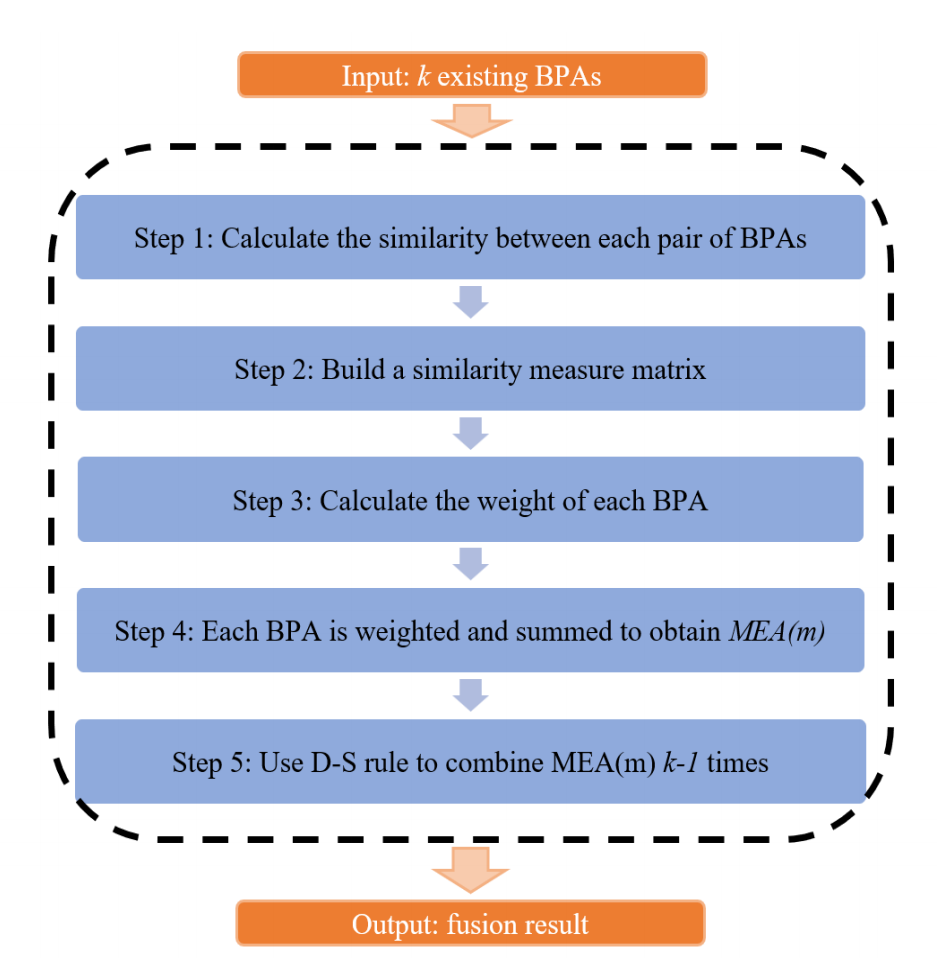 Input: k existing BPAs
Step 1: Calculate the similarity between each pair of BPAs
Step 2: Build a similarity measure matrix
Step 3: Calculate the weight of each BPA
Step 4: Each BPA is weighted and summed to obtain MEA(m)
Step 5: Use D-S rule to combine MEA(m) k-1 times
Output: fusion result